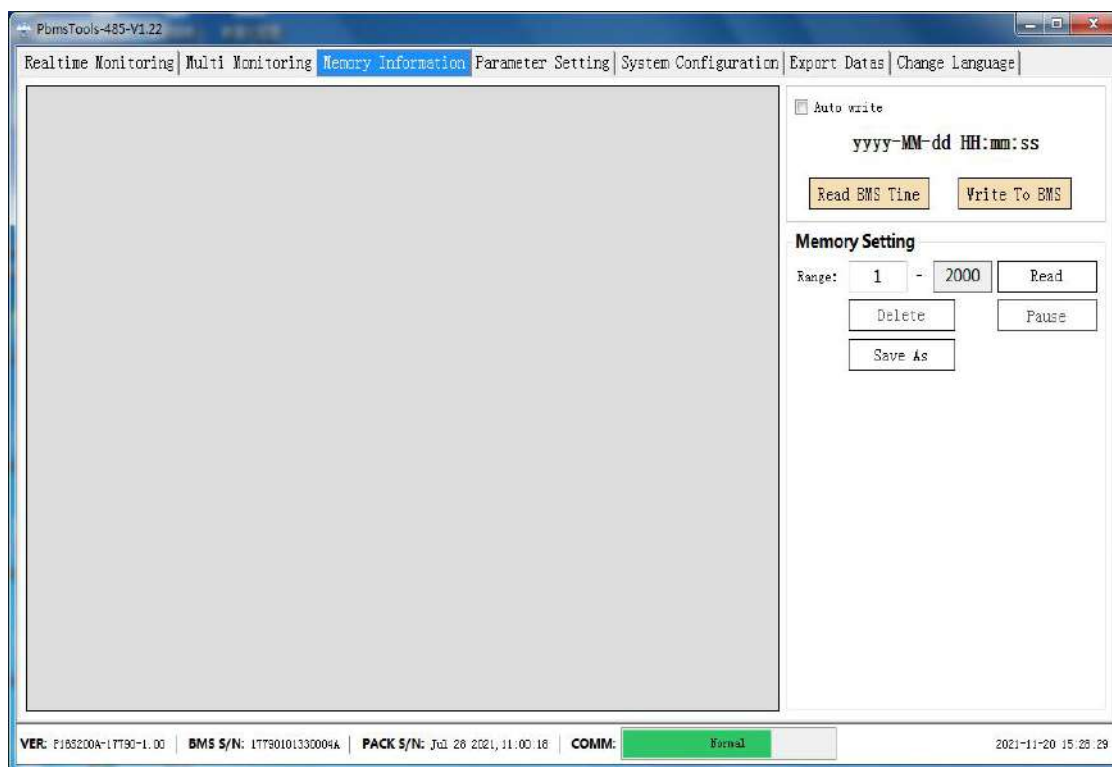 PbmsTools-485-V1.22
Realtime Monitoring Multi Monitoring Memory Information Parameter Setting System Configuration Export Datas Change Language
Auto write
yyyy-MM-dd HH:mm:ss
Read BMS Time Write To BMS
Memory Setting
Range: 1 - 2000 Read
Delete Pause
Save As
VER: P16S200A-17790-1.00 BMS S/N: 17790101330004A PACK S/N: Jul 28 2021,11:00:18 COMM: Normal 2021-11-20 15:28:29